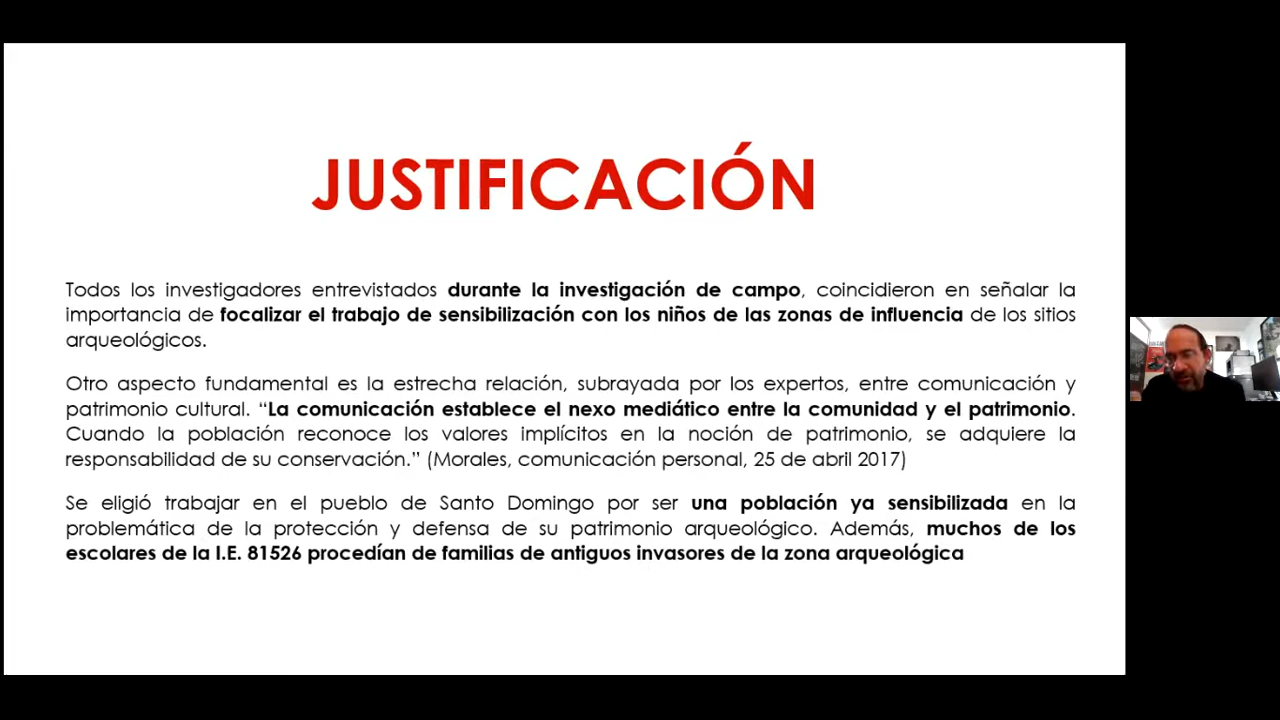 JUSTIFICACIÓN
Todos los investigadores entrevistados durante la investigación de campo, coincidieron en señalar la
importancia de focalizar el trabajo de sensibilización con los niños de las zonas de influencia de los sitios
arqueológicos.
Otro aspecto fundamental es la estrecha relación, subrayada por los expertos, entre comunicación y
patrimonio cultural. “La comunicación establece el nexo mediático entre la comunidad y el patrimonio.
Cuando la población reconoce los valores implícitos en la noción de patrimonio, se adquiere la
responsabilidad de su conservación.” (Morales, comunicación personal, 25 de abril 2017)
Se eligió trabajar en el pueblo de Santo Domingo por ser una población ya sensibilizada en la
problemática de la protección y defensa de su patrimonio arqueológico. Además, muchos de los
escolares de la I.E. 81526 procedían de familias de antiguos invasores de la zona arqueológica